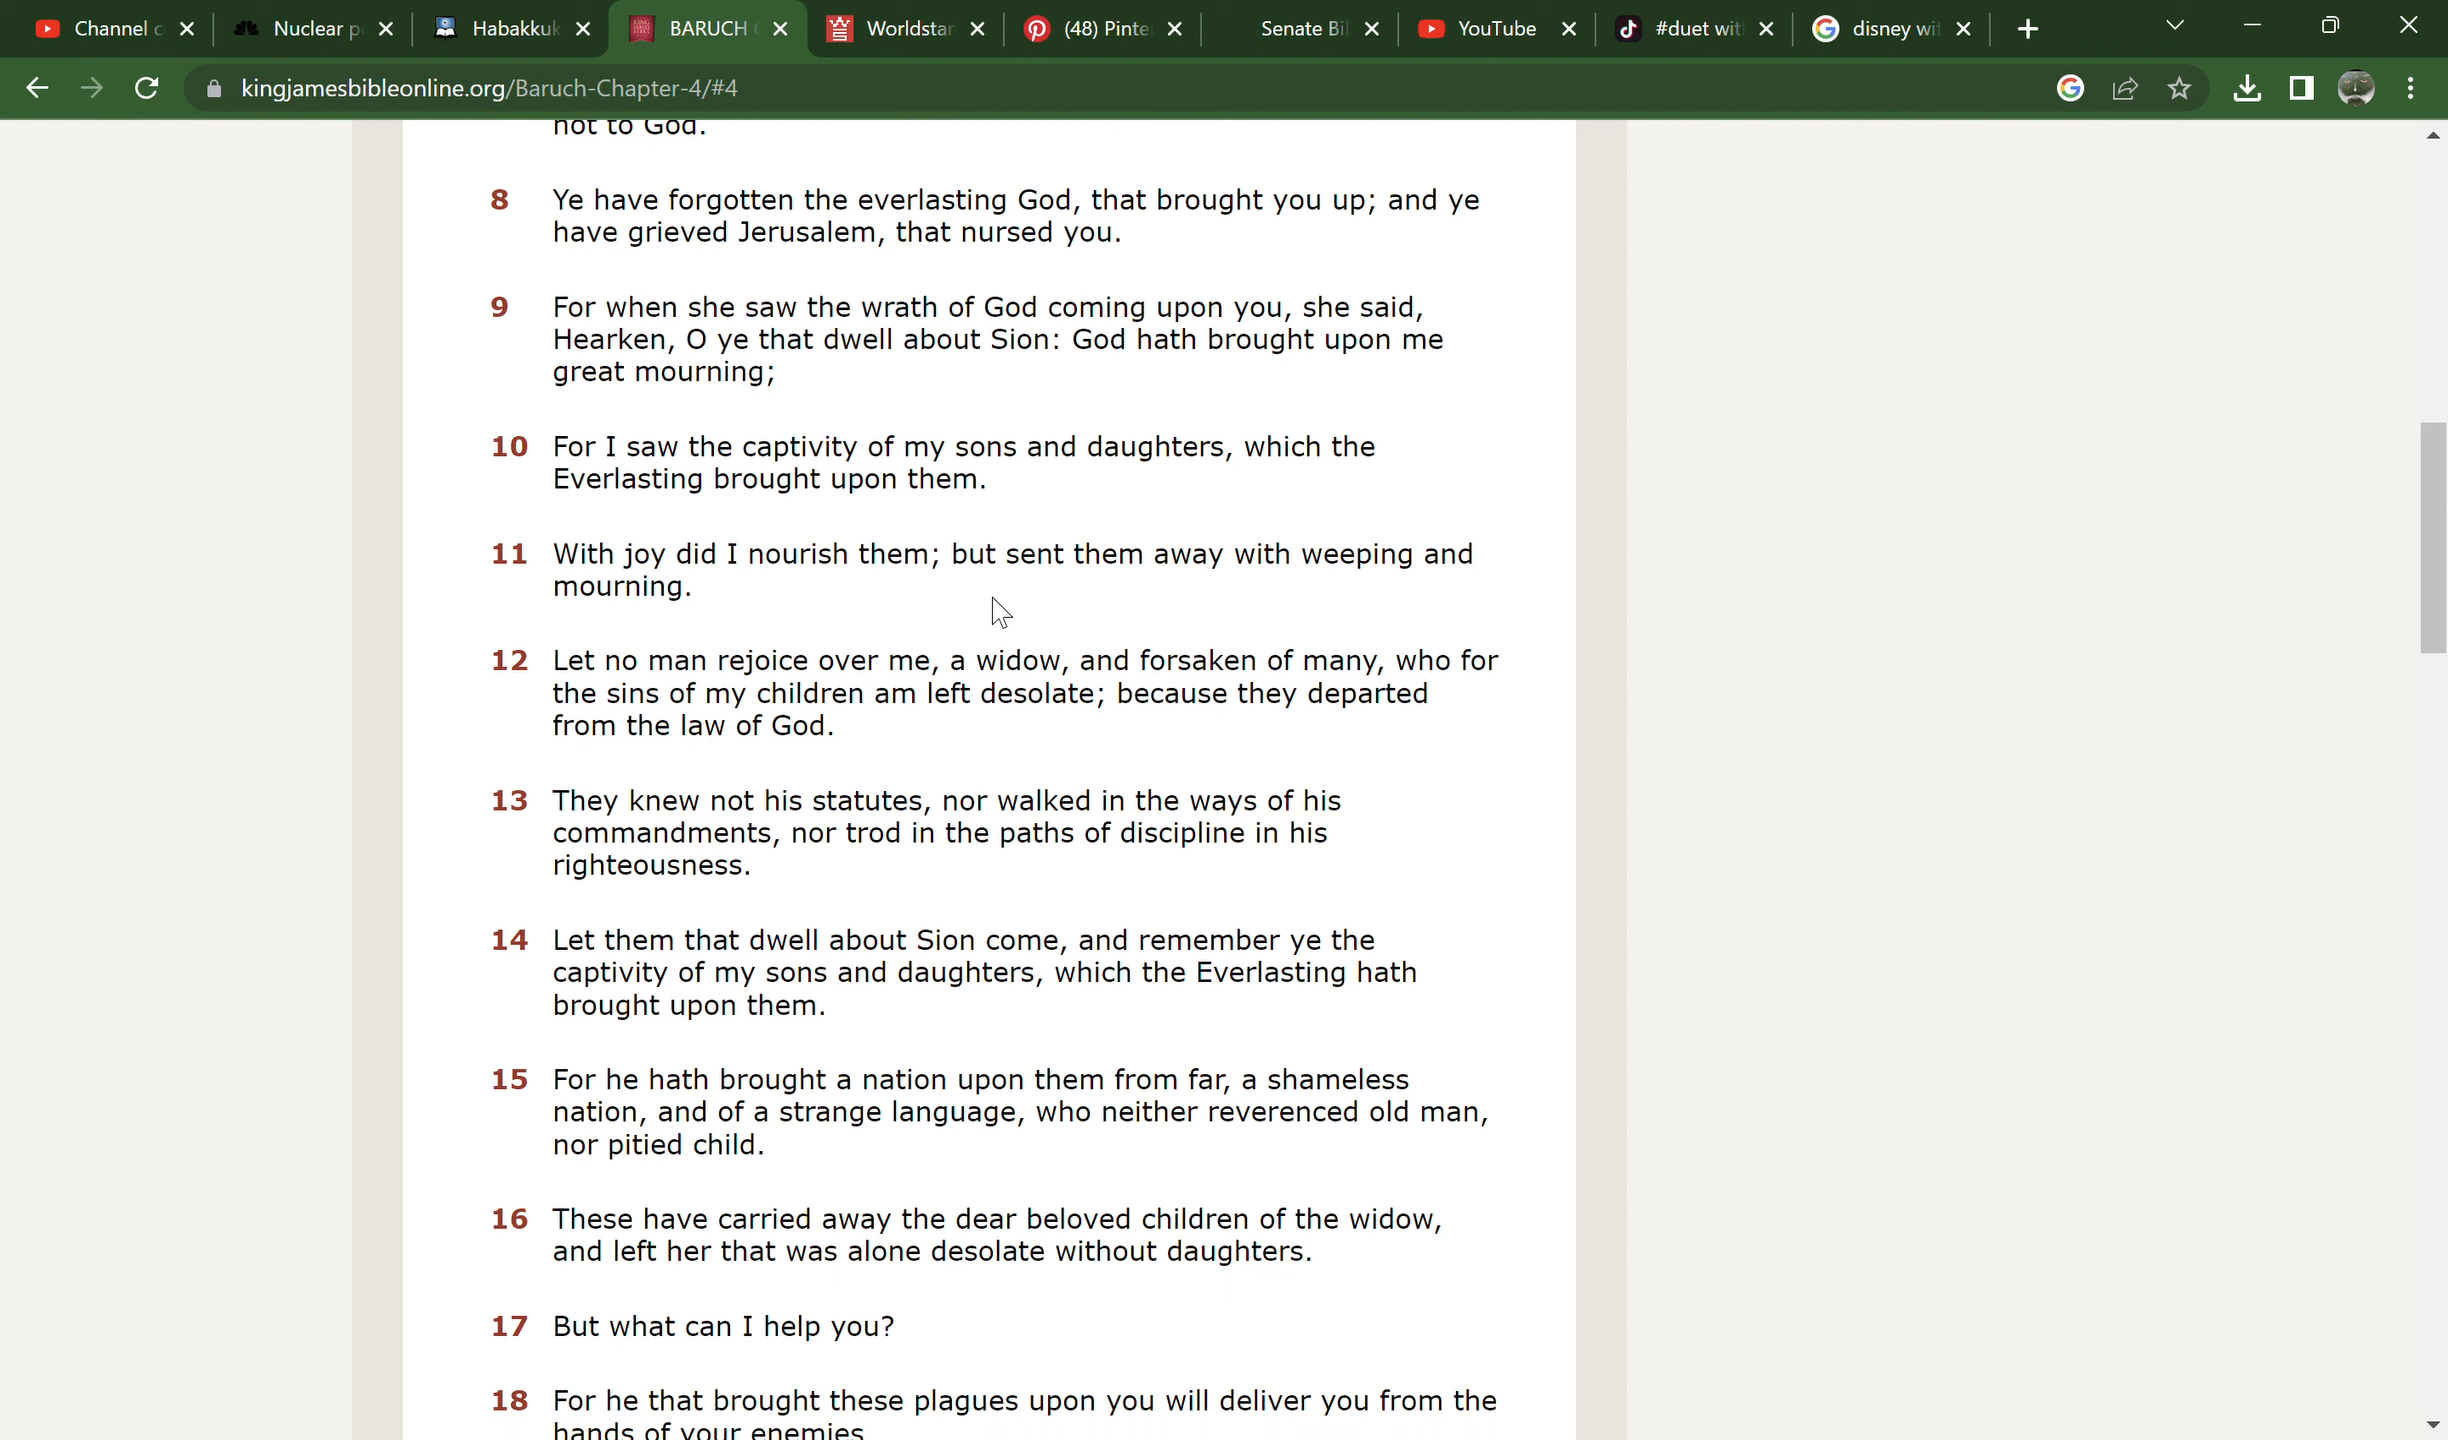 Channel c
Nuclear p
Habakkuk
BARUCH
Worldstar
(48) Pinte
Senate Bil
YouTube
#duet wit
disney wit
kingjamesbibleonline.org/Baruch-Chapter-4/#4
not to God.
8 Ye have forgotten the everlasting God, that brought you up; and ye
have grieved Jerusalem, that nursed you.
9 For when she saw the wrath of God coming upon you, she said,
Hearken, O ye that dwell about Sion: God hath brought upon me
great mourning;
10 For I saw the captivity of my sons and daughters, which the
Everlasting brought upon them.
11 With joy did I nourish them; but sent them away with weeping and
mourning.
12 Let no man rejoice over me, a widow, and forsaken of many, who for
the sins of my children am left desolate; because they departed
from the law of God.
13 They knew not his statutes, nor walked in the ways of his
commandments, nor trod in the paths of discipline in his
righteousness.
14 Let them that dwell about Sion come, and remember ye the
captivity of my sons and daughters, which the Everlasting hath
brought upon them.
15 For he hath brought a nation upon them from far, a shameless
nation, and of a strange language, who neither reverenced old man,
nor pitied child.
16 These have carried away the dear beloved children of the widow,
and left her that was alone desolate without daughters.
17 But what can I help you?
18 For he that brought these plagues upon you will deliver you from the
hands of your enemies